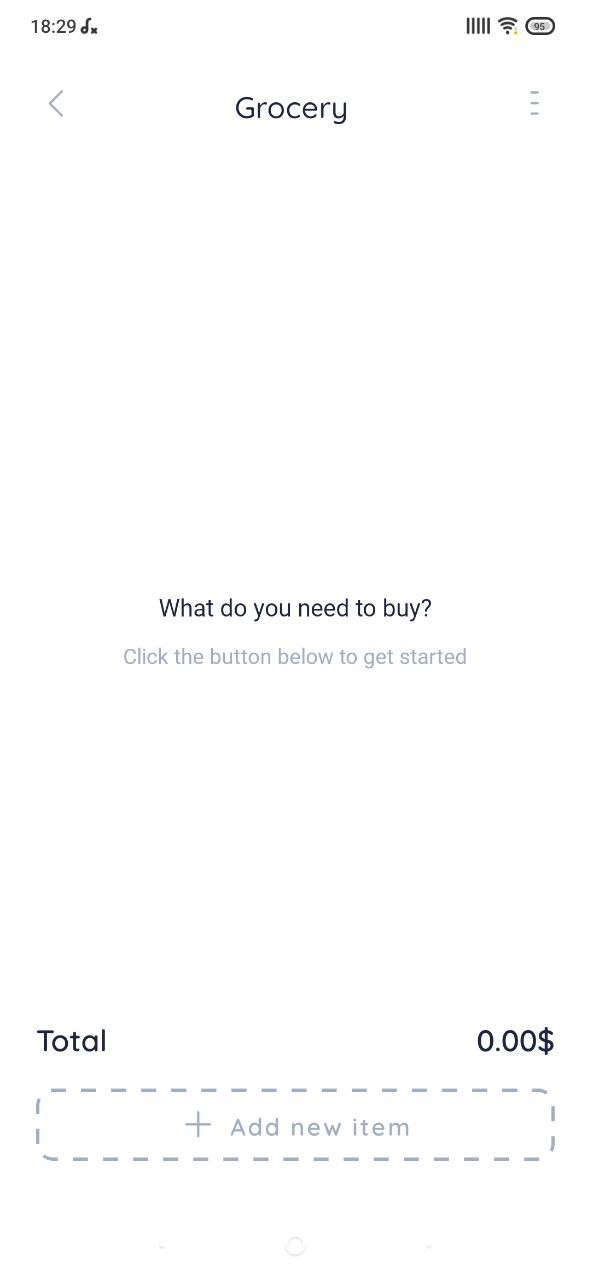 18:29
95
Grocery
What do you need to buy?
Click the button below to get started
Total 0.00$
Add new item